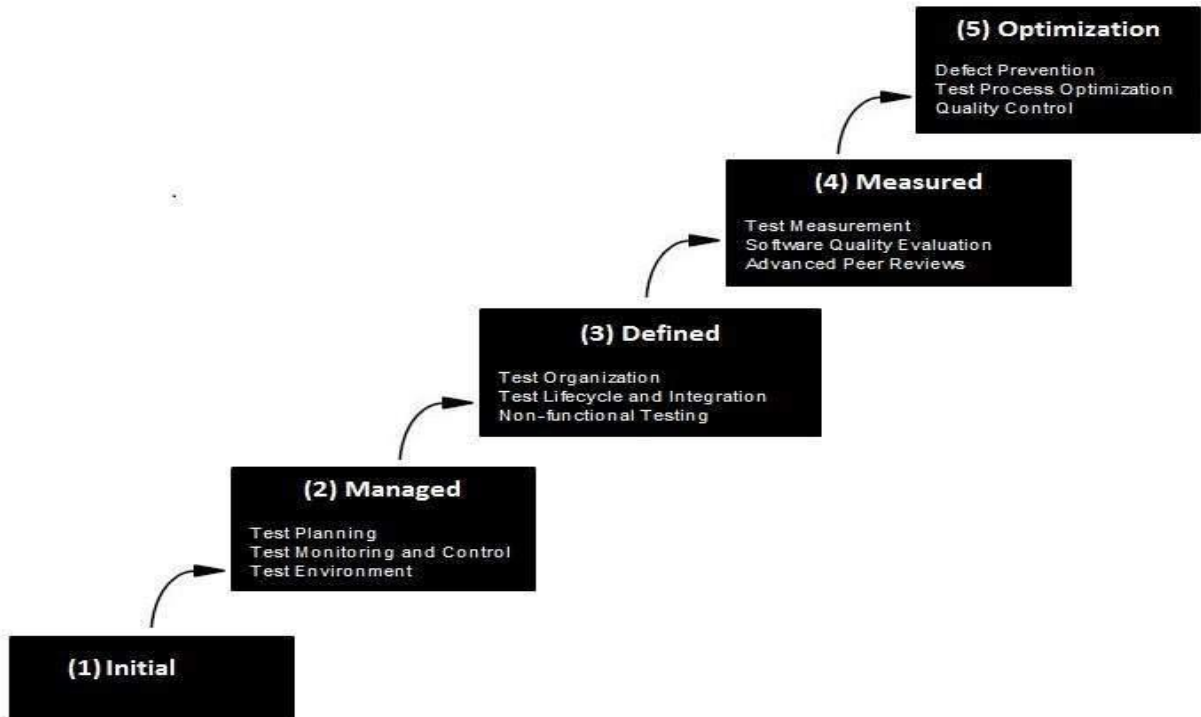 (5) Optimization
Defect Prevention
Test Process Optimization
Quality Control
(4) Measured
Test Measurement
Software Quality Evaluation
Advanced Peer Reviews
(3) Defined
Test Organization
Test Lifecycle and Integration
Non-functional Testing
(2) Managed
Test Planning
Test Monitoring and Control
Test Environment
(1) Initial